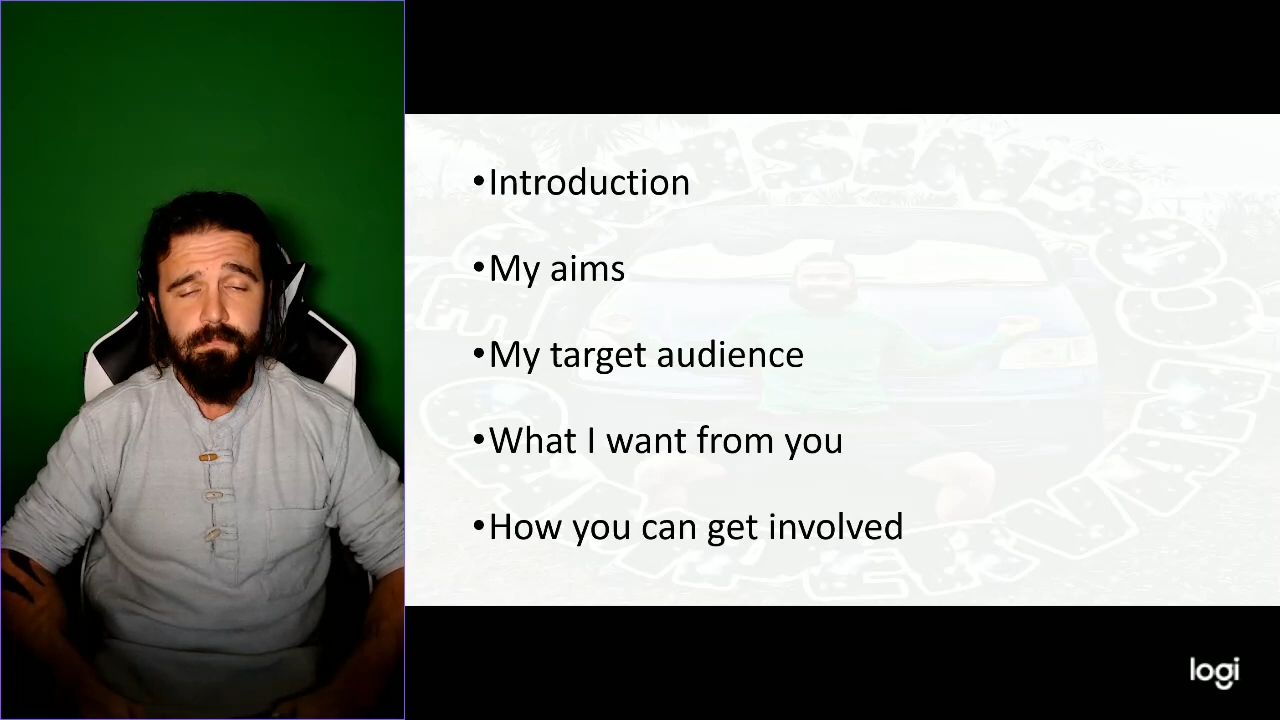 •Introduction
•My aims
•My target audience
•What I want from you
•How you can get involved
logi